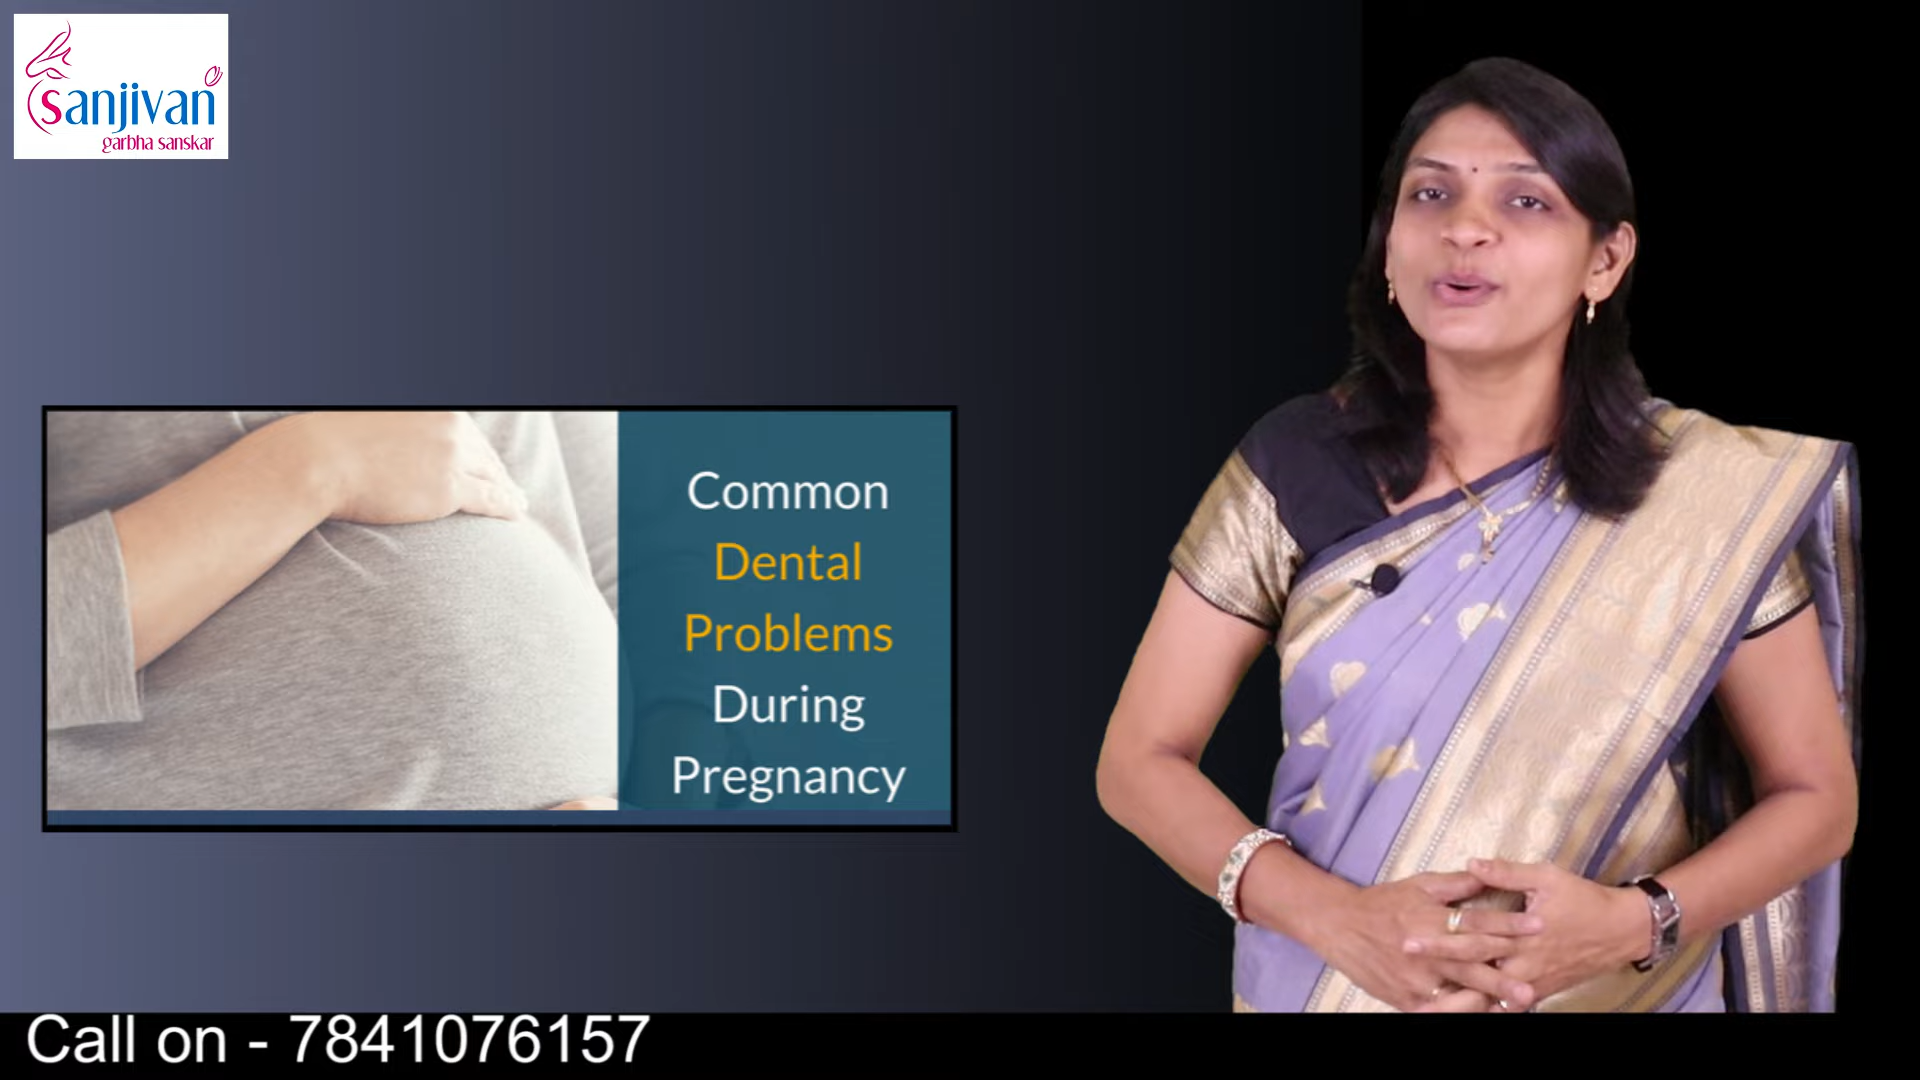 Sanjivan
garbha sanskar
Common
Dental
Problems
During
Pregnancy
Call on - 7841076157